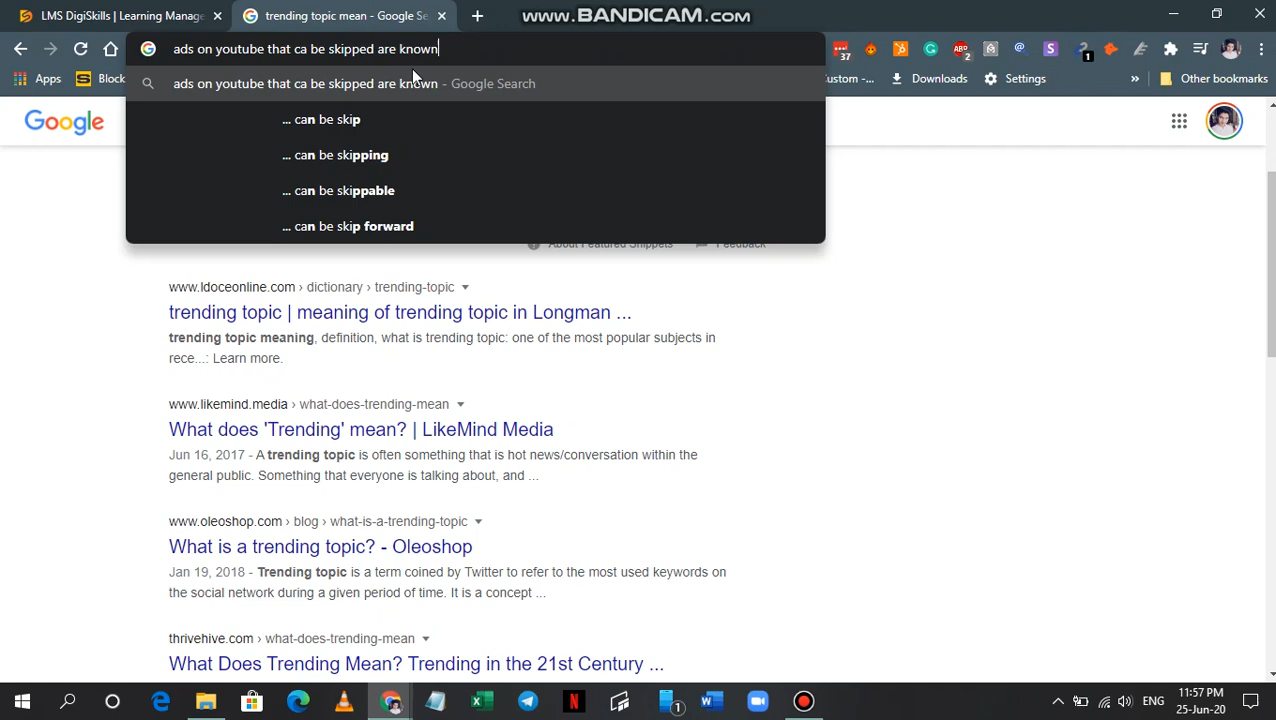 LMS DigiSkills | Learning Manage
trending topic mean - Google Se
www.BANDICAM.com
ads on youtube that ca be skipped are known
37
2
1
Apps
Block
ads on youtube that ca be skipped are known - Google Search
ustom -
Downloads
Settings
»
Other bookmarks
... can be skip
Google
... can be skipping
... can be skippable
... can be skip forward
About Featured Snippets
Feedback
www.ldoceonline.com › dictionary › trending-topic
trending topic | meaning of trending topic in Longman ...
trending topic meaning, definition, what is trending topic: one of the most popular subjects in
rece...: Learn more.
www.likemind.media › what-does-trending-mean
What does 'Trending' mean? | LikeMind Media
Jun 16, 2017 - A trending topic is often something that is hot news/conversation within the
general public. Something that everyone is talking about, and ...
www.oleoshop.com › blog › what-is-a-trending-topic
What is a trending topic? - Oleoshop
Jan 19, 2018 - Trending topic is a term coined by Twitter to refer to the most used keywords on
the social network during a given period of time. It is a concept ...
thrivehive.com › what-does-trending-mean
What Does Trending Mean? Trending in the 21st Century ...
1
ENG
11:57 PM
25-Jun-20